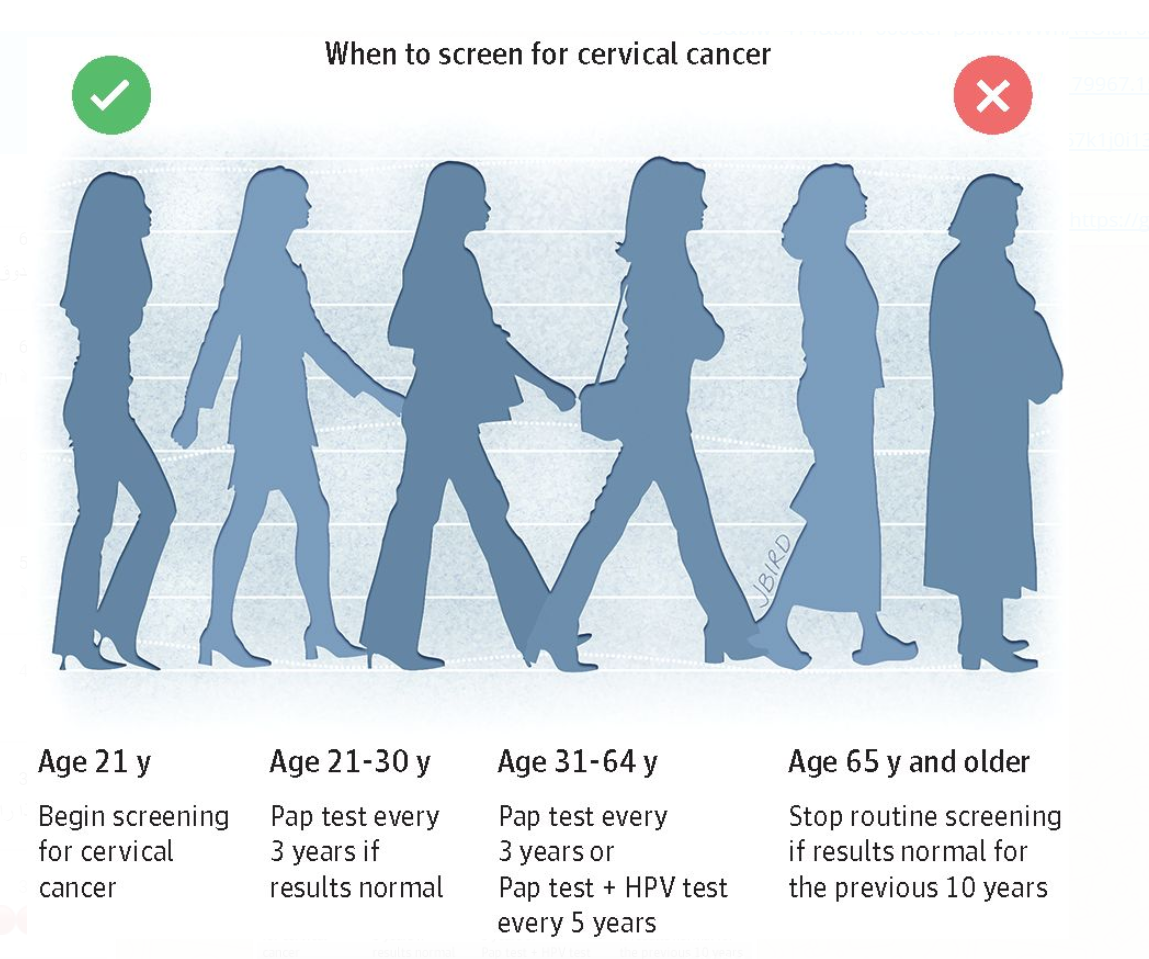 When to screen for cervical cancer
JBIRD
Age 21 y
Begin screening
for cervical
cancer
Age 21-30 y
Pap test every
3 years if
results normal
Age 31-64 y
Pap test every
3 years or
Pap test + HPV test
every 5 years
Age 65 y and older
Stop routine screening
if results normal for
the previous 10 years